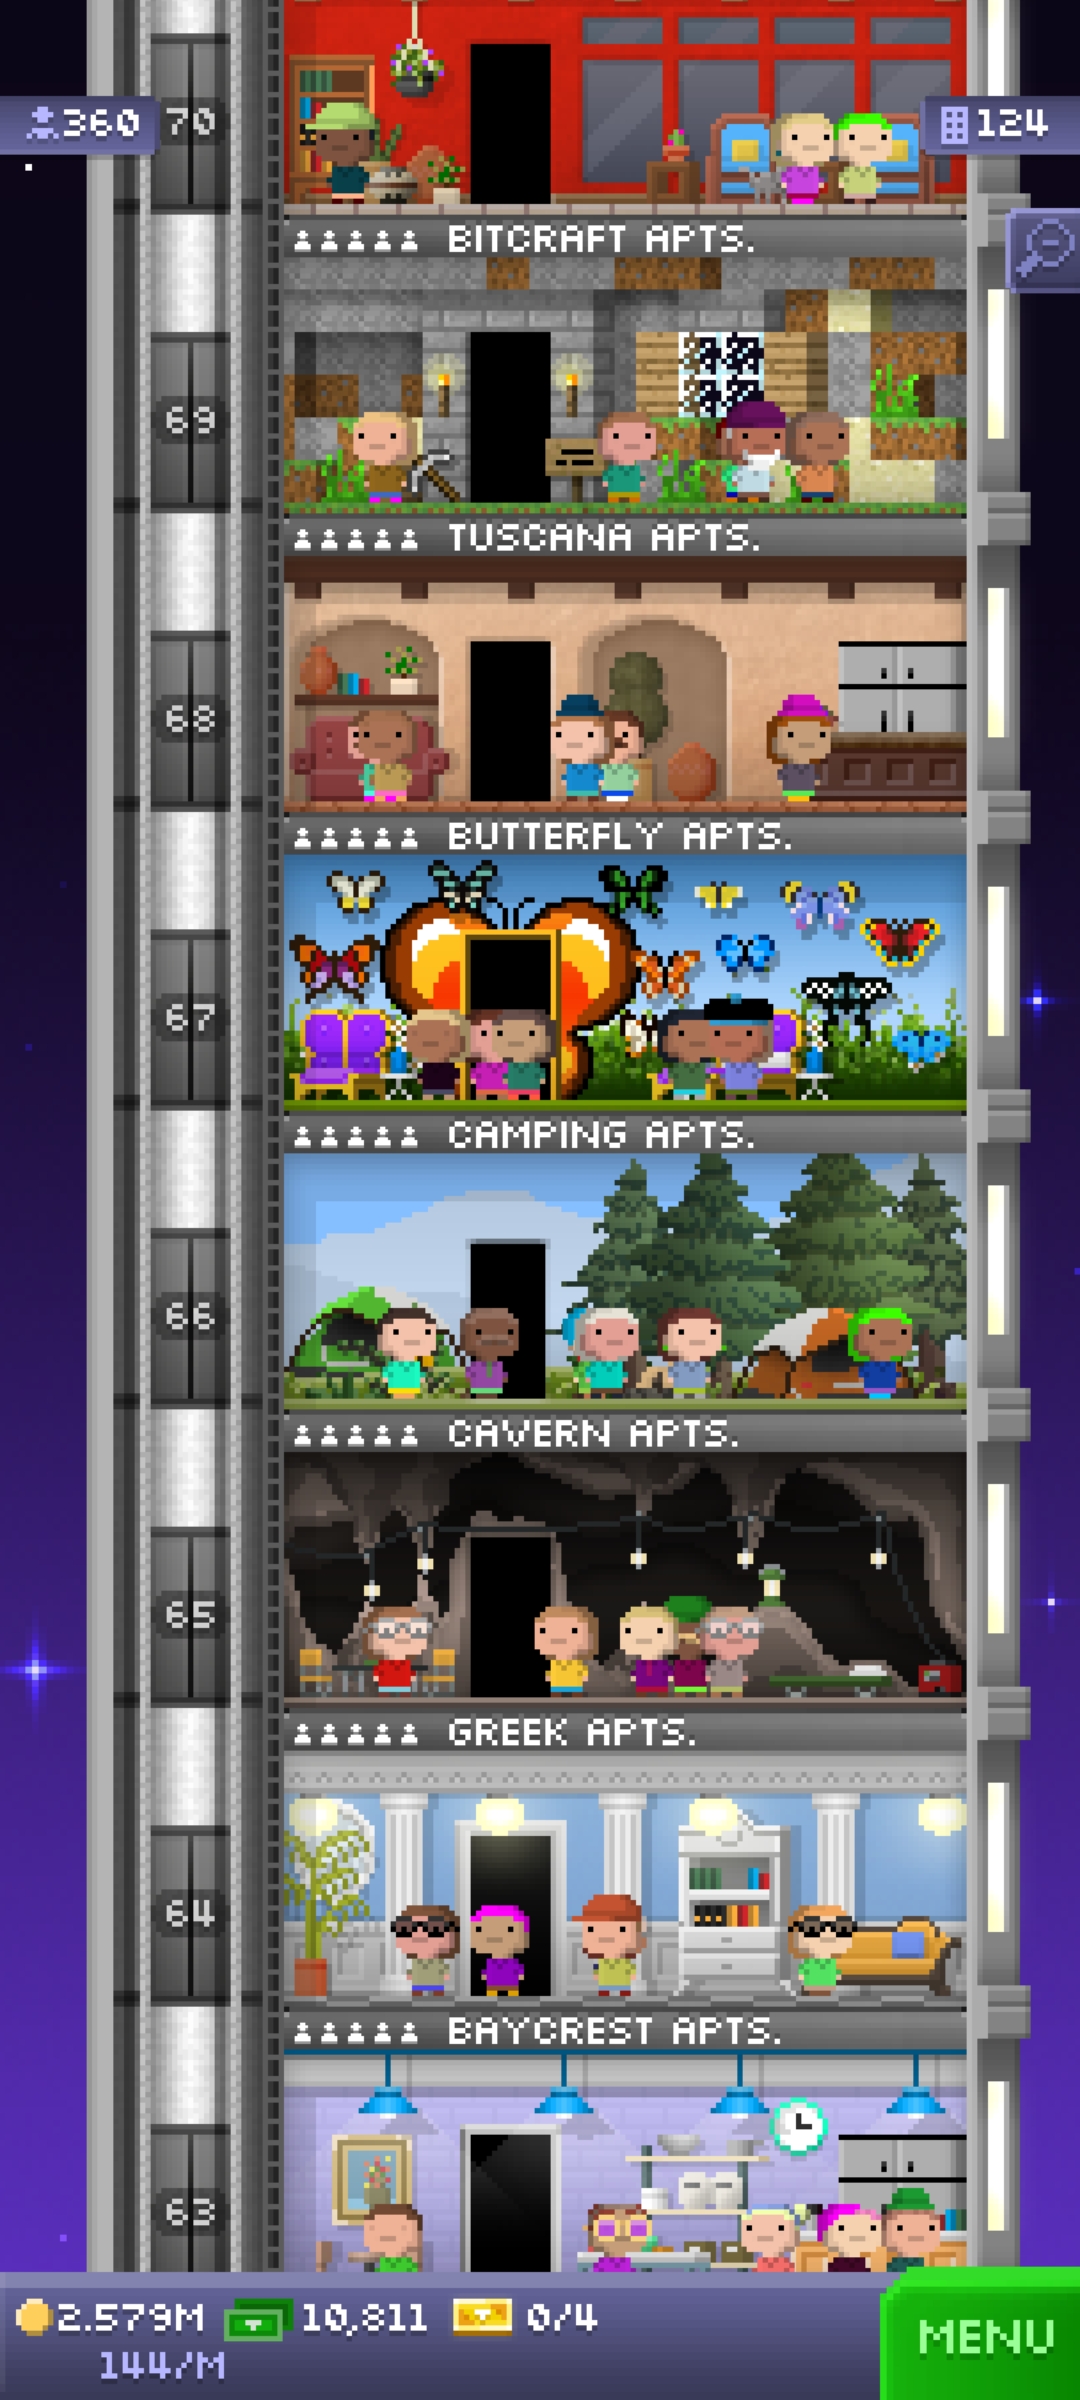 360
70
124
BITCRAFT APTS.
69
TUSCANA APTS.
68
BUTTERFLY APTS.
67
CAMPING APTS.
66
CAVERN APTS.
65
GREEK APTS.
64
BAYCREST APTS.
63
2.579M 10,811 0/4
144/M
MENU